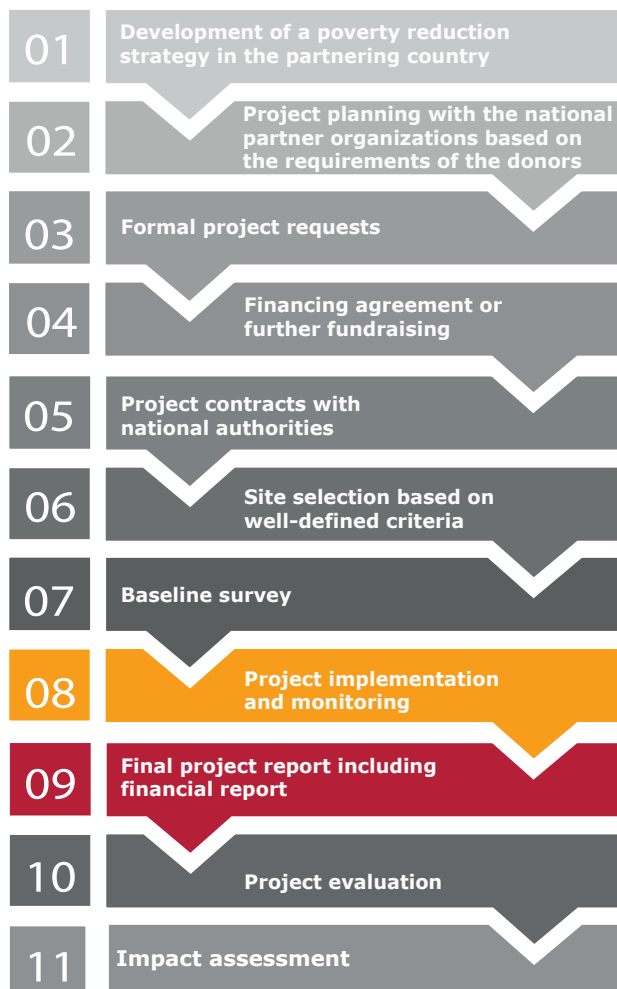 01
Development of a poverty reduction
strategy in the partnering country
02
Project planning with the national
partner organizations based on
the requirements of the donors
03
Formal project requests
04
Financing agreement or
further fundraising
05
Project contracts with
national authorities
06
Site selection based on
well-defined criteria
07
Baseline survey
08
Project implementation
and monitoring
09
Final project report including
financial report
10
Project evaluation
11
Impact assessment